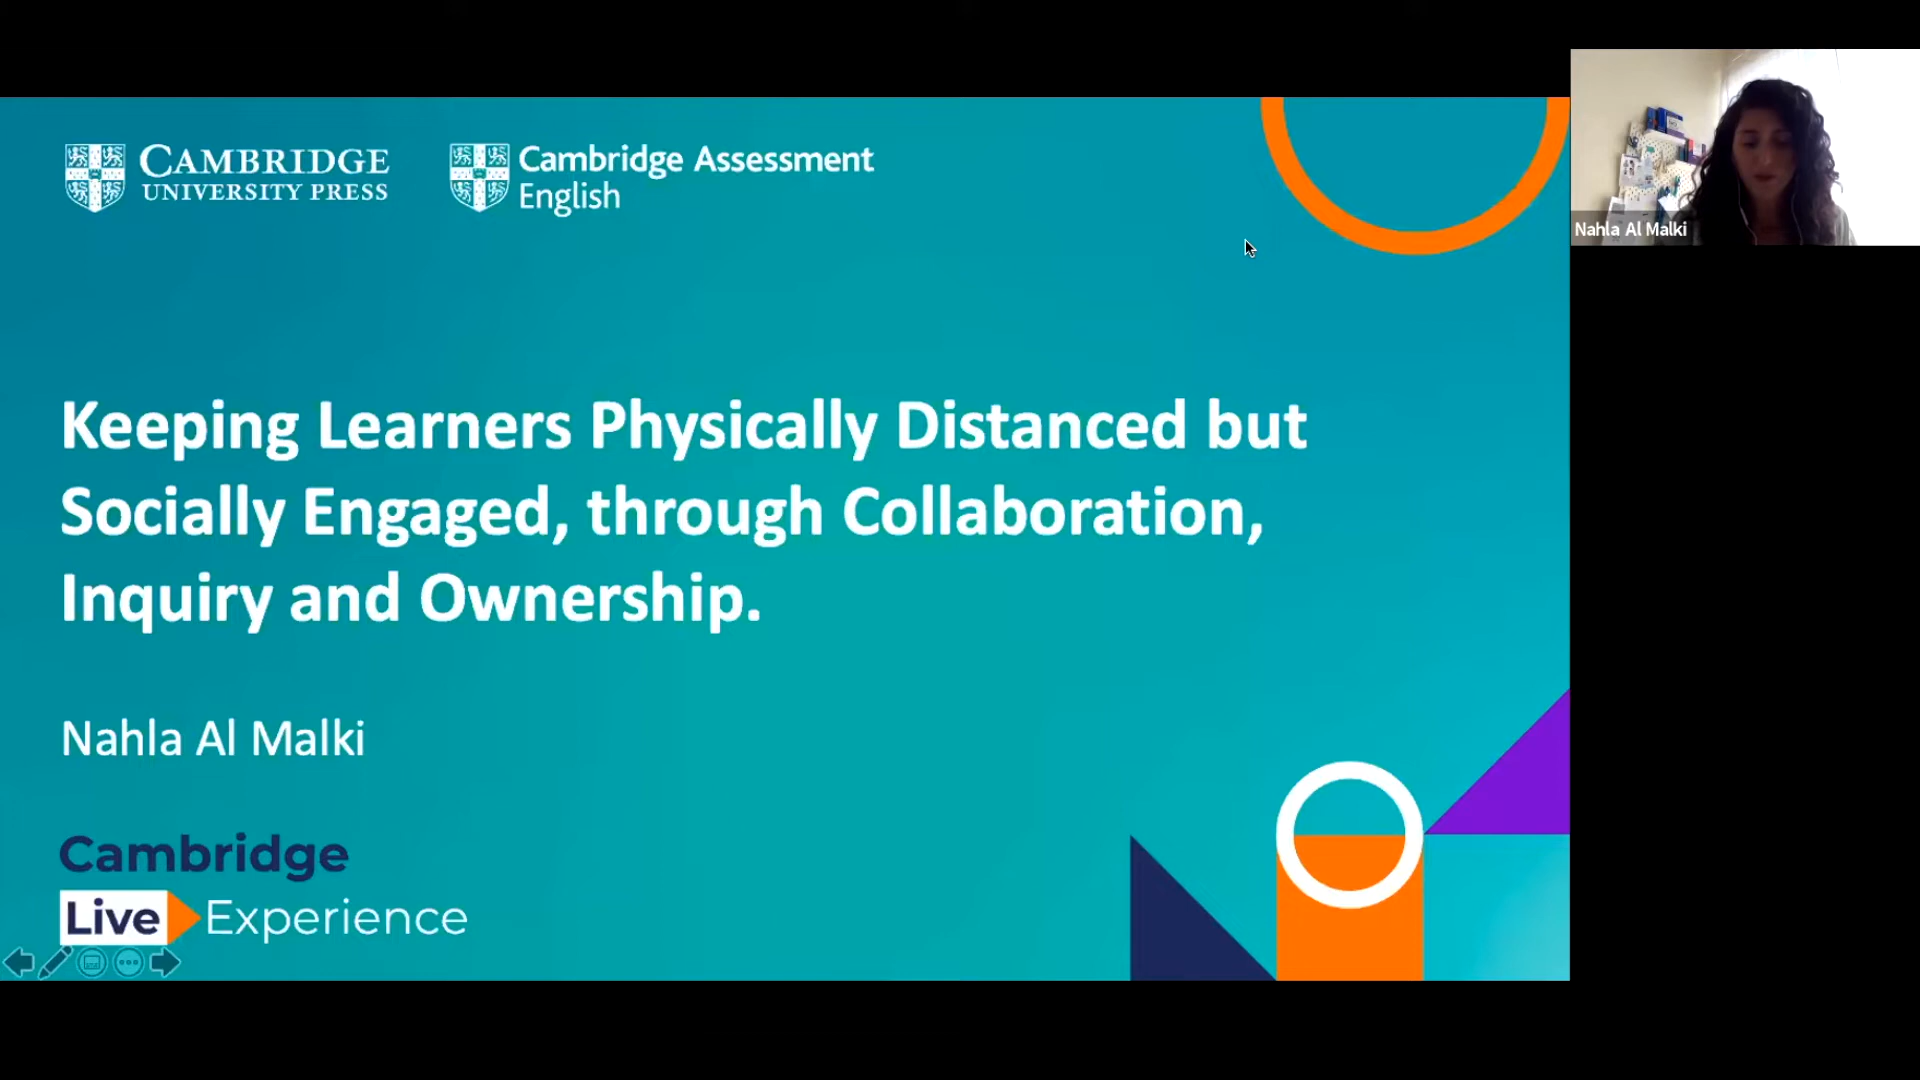 CAMBRIDGE
UNIVERSITY PRESS
Cambridge Assessment
English
Nahla Al Malki
Keeping Learners Physically Distanced but
Socially Engaged, through Collaboration,
Inquiry and Ownership.
Nahla Al Malki
Cambridge
Live Experience